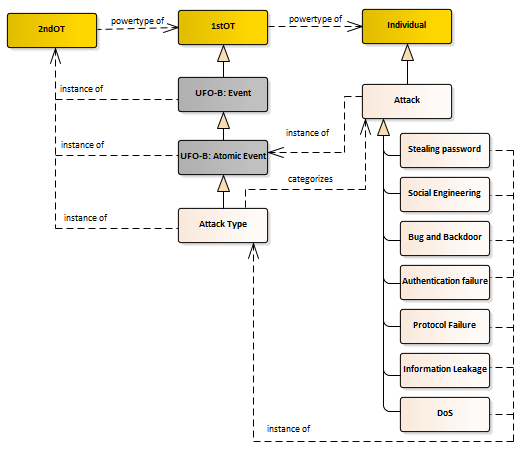 2ndOT
powertype of
1stOT
powertype of
Individual
instance of
UFO-B: Event
Attack
instance of
UFO-B: Atomic Event
instance of
Stealing password
categorizes
Social Engineering
instance of
Attack Type
Bug and Backdoor
Authentication failure
Protocol Failure
Information Leakage
DoS
instance of